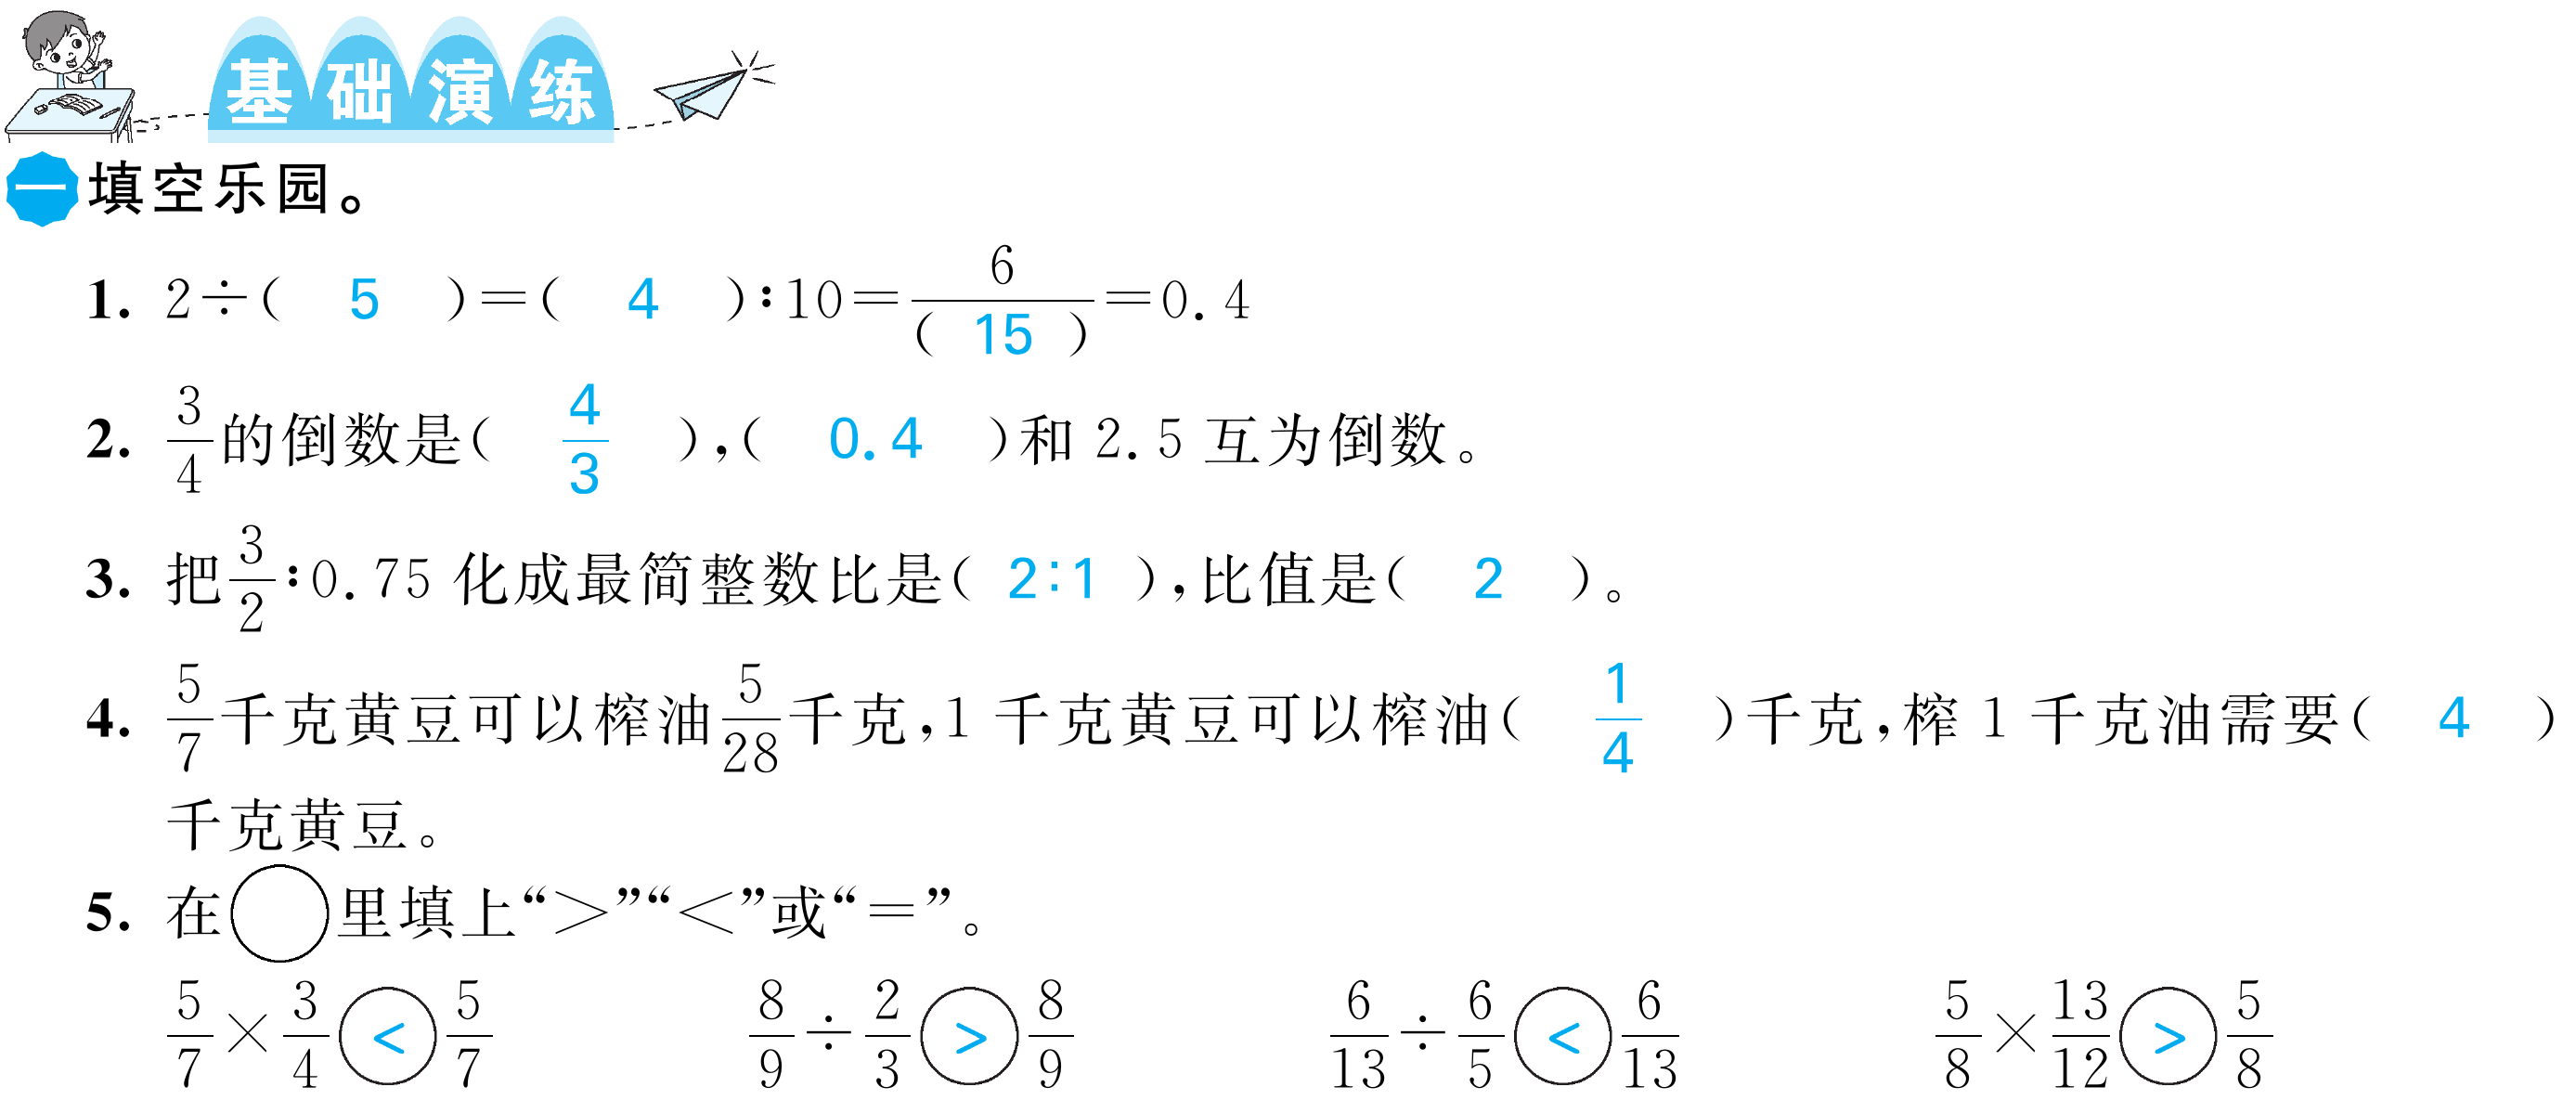 基础演练
一 填空乐园。
1. 2÷( 5 )=( 4 )∶10=6/( 15 )=0.4
2. 3/4的倒数是( 4/3 ),( 0.4 )和 2.5 互为倒数。
3. 把3/2∶0.75 化成最简整数比是( 2∶1 ),比值是( 2 )。
4. 5/7千克黄豆可以榨油5/28千克,1 千克黄豆可以榨油( 1/4 )千克,榨 1 千克油需要( 4 )
千克黄豆。
5. 在○里填上“>”“<”或“=”。
5/7×3/4<5/7 8/9÷2/3>8/9 6/13÷6/5<6/13 5/8×13/12>5/8